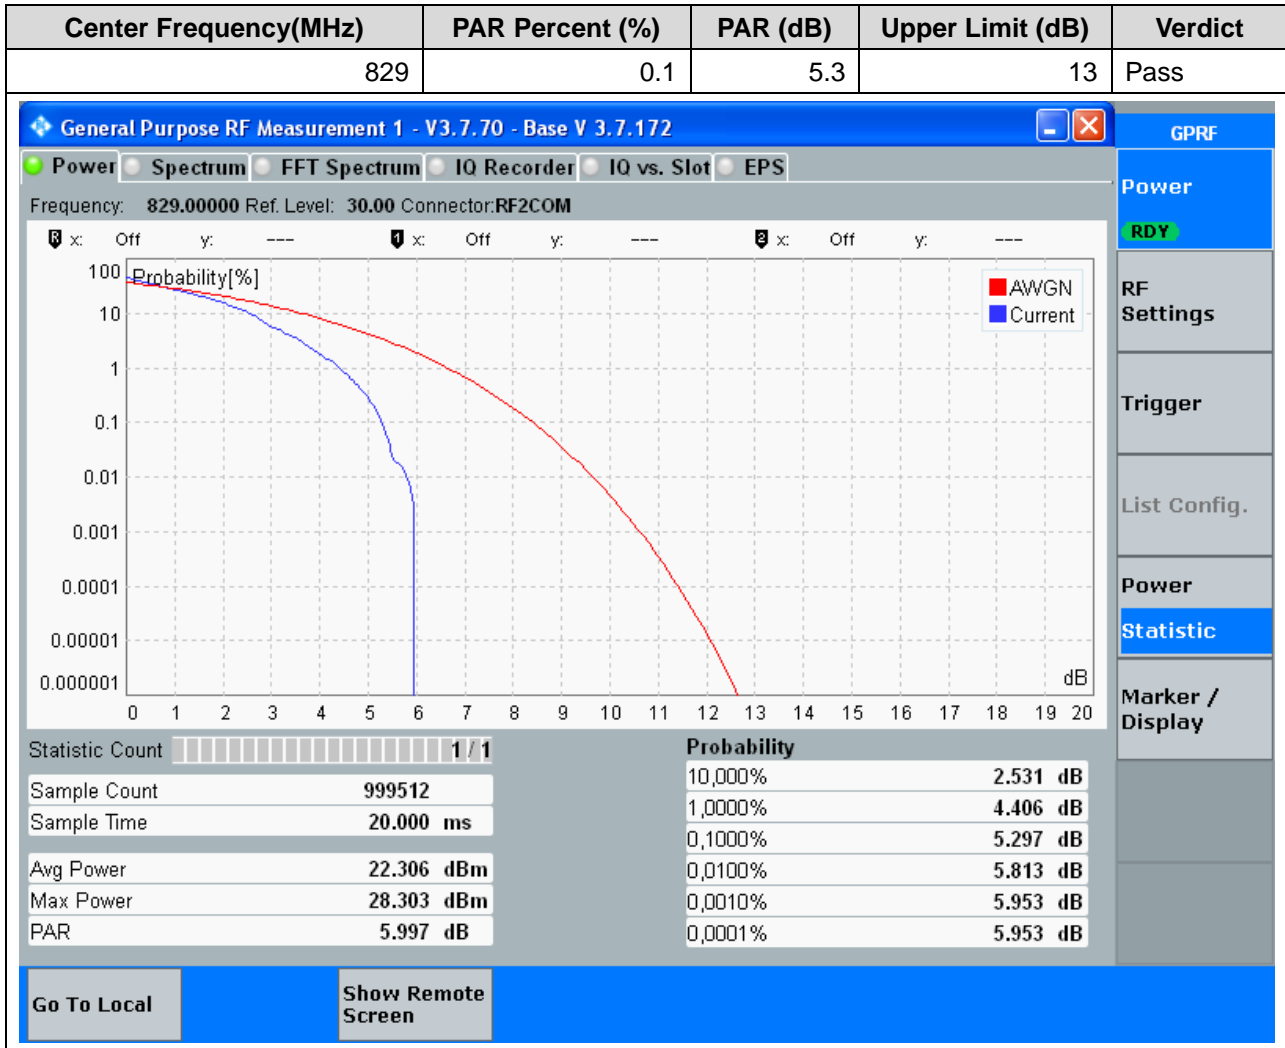 Center Frequency(MHz) PAR Percent (%) PAR (dB) Upper Limit (dB) Verdict
829 0.1 5.3 13 Pass
General Purpose RF Measurement 1 - V3.7.70 - Base V 3.7.172
GPRF
Power Spectrum FFT Spectrum IQ Recorder IQ vs. Slot EPS
Power
RDY
Frequency: 829.00000 Ref. Level: 30.00 Connector:RF2COM
R x: Off y: --- 1 x: Off y: --- 2 x: Off y: ---
Probability[%]
AWGN
Current
100
10
1
0.1
0.01
0.001
0.0001
0.00001
0.000001
dB
0 1 2 3 4 5 6 7 8 9 10 11 12 13 14 15 16 17 18 19 20
RF
Settings
Trigger
List Config.
Power
Statistic
Marker /
Display
Statistic Count 1 / 1
Sample Count 999512
Sample Time 20.000 ms
Avg Power 22.306 dBm
Max Power 28.303 dBm
PAR 5.997 dB
Probability
10,000% 2.531 dB
1,0000% 4.406 dB
0,1000% 5.297 dB
0,0100% 5.813 dB
0,0010% 5.953 dB
0,0001% 5.953 dB
Go To Local
Show Remote
Screen